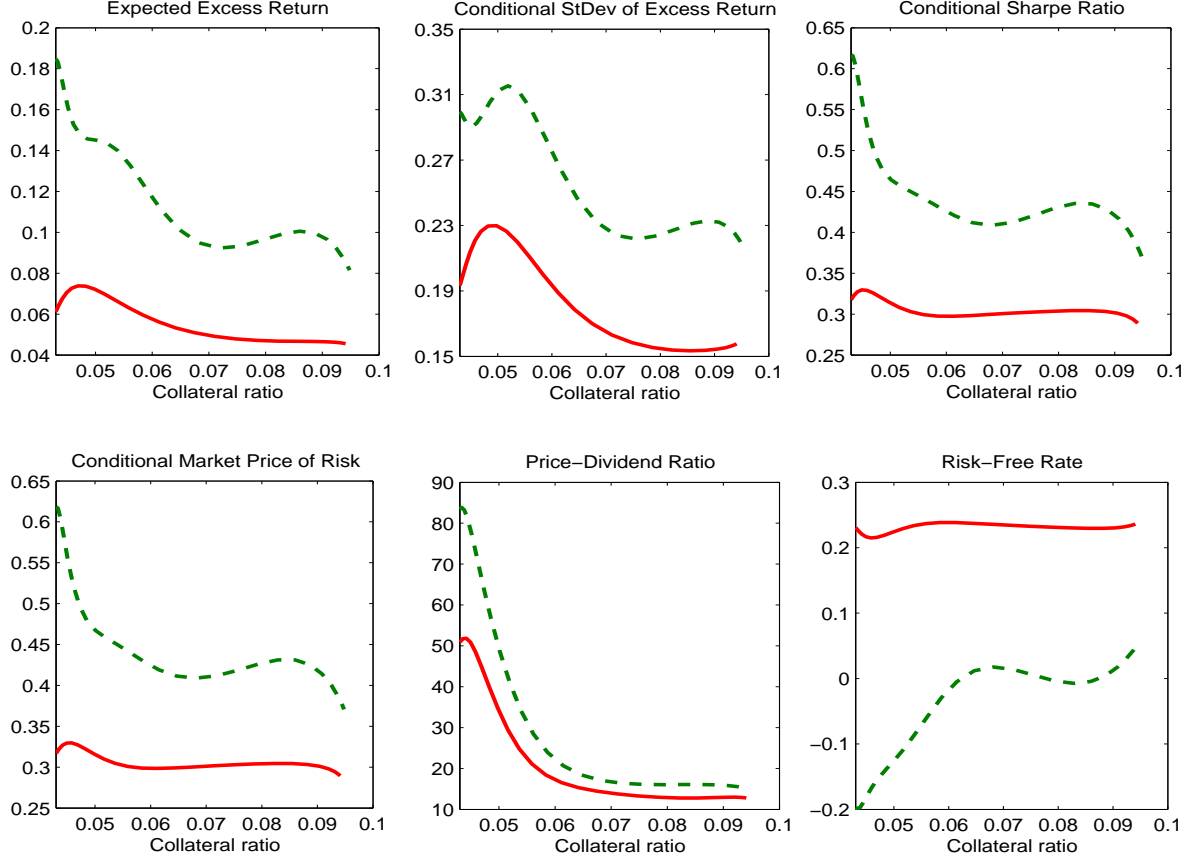 Expected Excess Return
0.2
0.18
0.16
0.14
0.12
0.1
0.08
0.06
0.04
0.05 0.06 0.07 0.08 0.09 0.1
Collateral ratio
Conditional StDev of Excess Return
0.35
0.31
0.27
0.23
0.19
0.15
0.05 0.06 0.07 0.08 0.09 0.1
Collateral ratio
Conditional Sharpe Ratio
0.65
0.6
0.55
0.5
0.45
0.4
0.35
0.3
0.25
0.05 0.06 0.07 0.08 0.09 0.1
Collateral ratio
Conditional Market Price of Risk
0.65
0.6
0.55
0.5
0.45
0.4
0.35
0.3
0.25
0.05 0.06 0.07 0.08 0.09 0.1
Collateral ratio
Price−Dividend Ratio
90
80
70
60
50
40
30
20
10
0.05 0.06 0.07 0.08 0.09 0.1
Collateral ratio
Risk−Free Rate
0.3
0.2
0.1
0
−0.1
−0.2
0.05 0.06 0.07 0.08 0.09 0.1
Collateral ratio